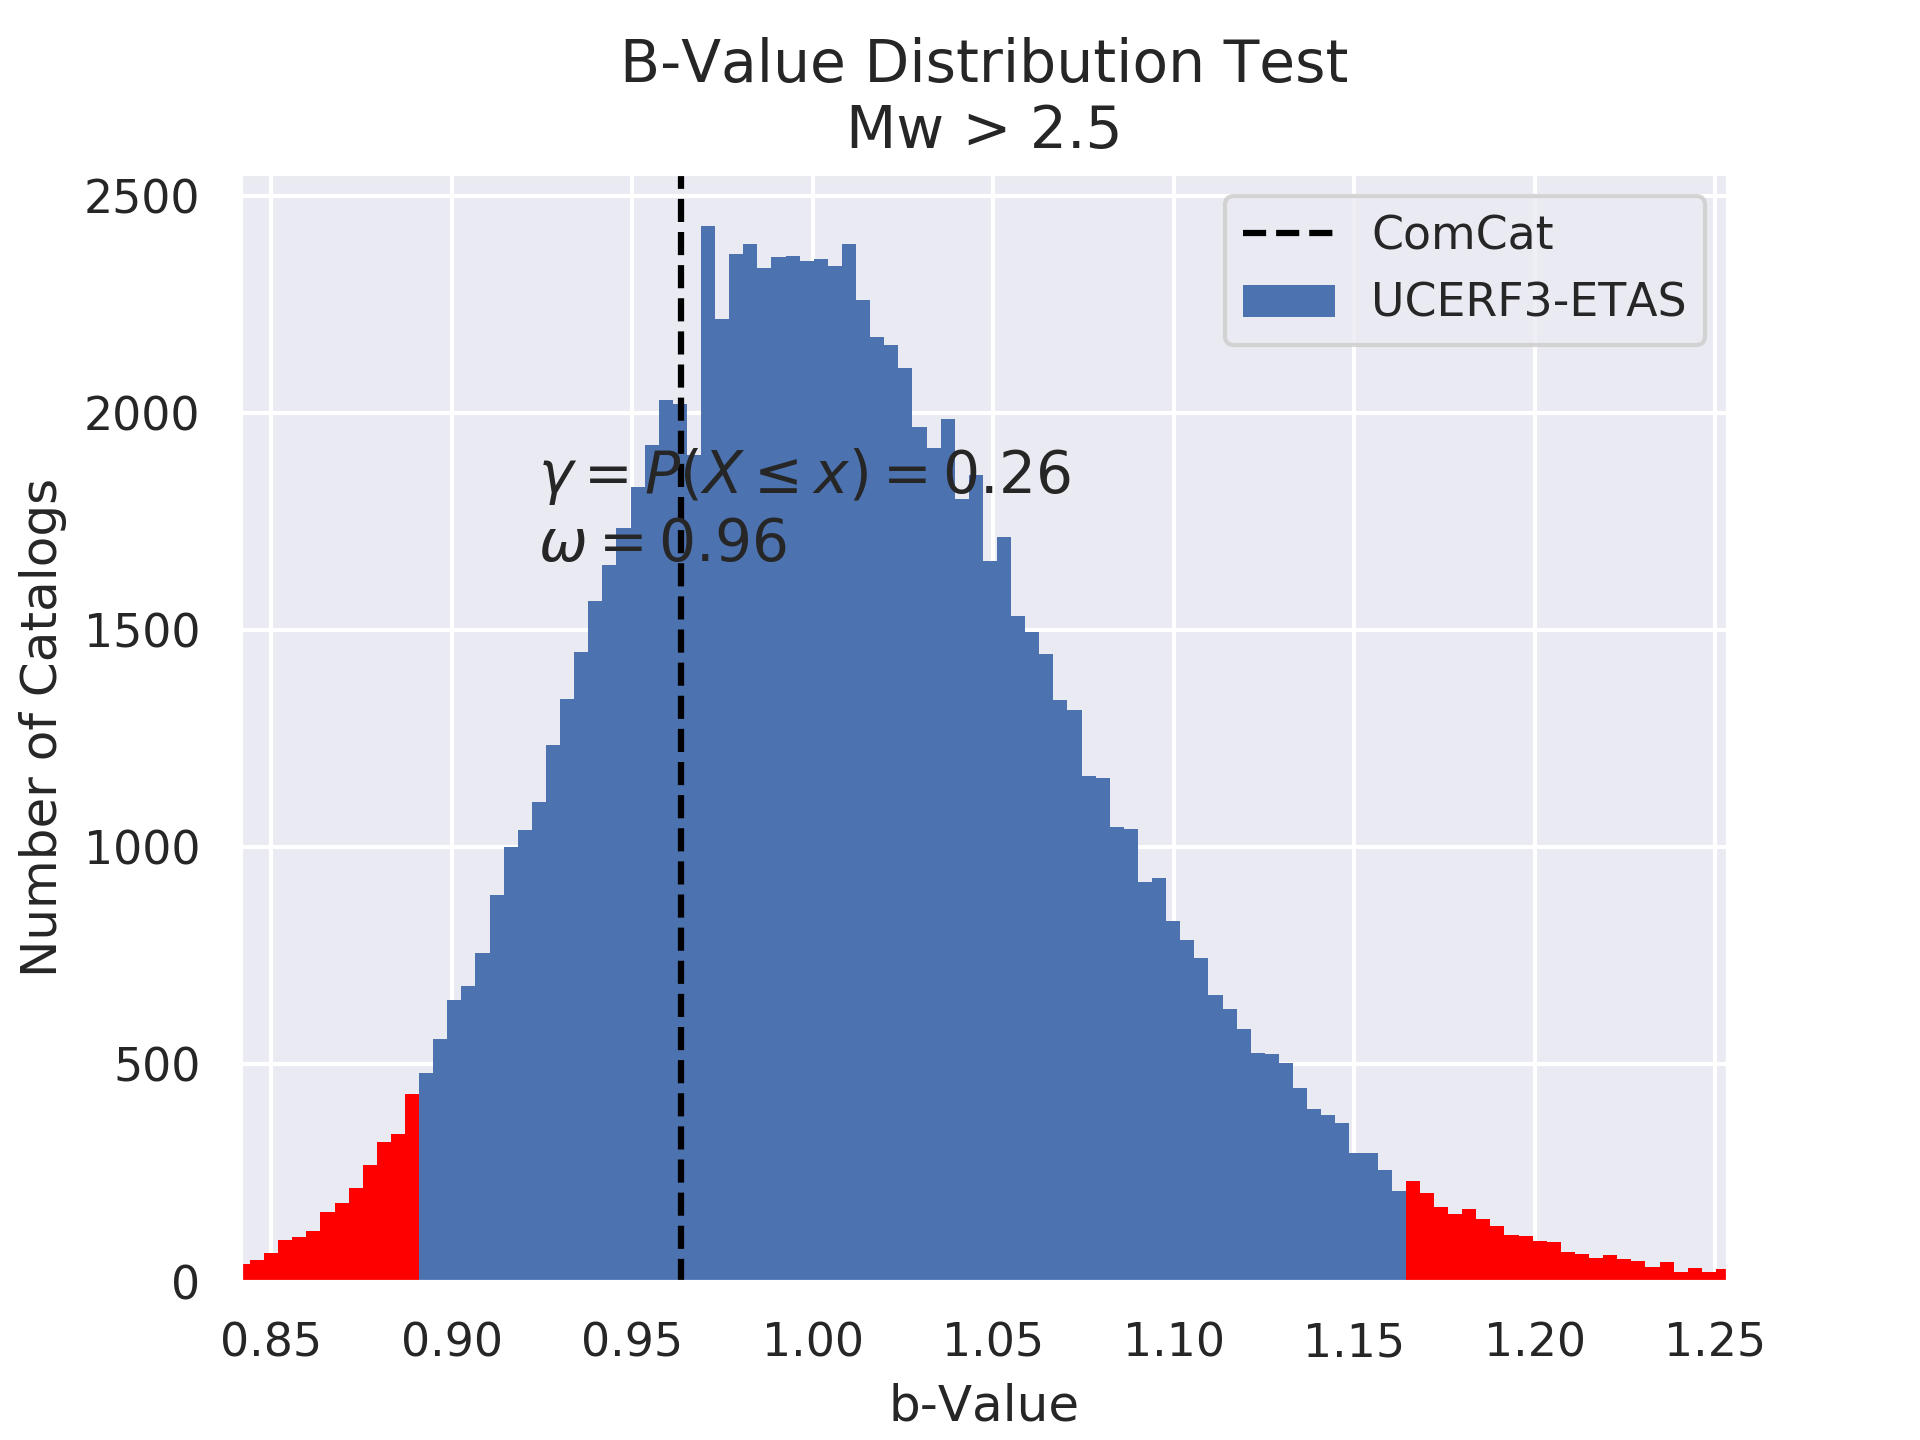 B-Value Distribution Test
Mw > 2.5
2500
2000
1500
1000
500
0
Number of Catalogs
ComCat
UCERF3-ETAS
γ = P(X ≤ x) = 0.26
ω = 0.96
0.85 0.90 0.95 1.00 1.05 1.10 1.15 1.20 1.25
b-Value